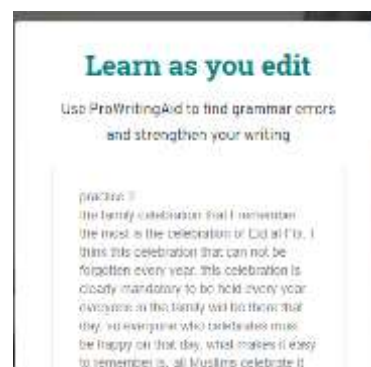 Learn as you edit
Use ProWritingAid to find grammar errors
and strengthen your writing
practice
the family celebration that I remember
the most is the celebration of Eid al Fitr. I
think this celebration that can not be
forgotten every year. this celebration is
clearly mandatory to be held every year
everyone in the family will be there that
day, so everyone who celebrates must
be happy on that day. what makes it easy
to remember is, all Muslims celebrate it